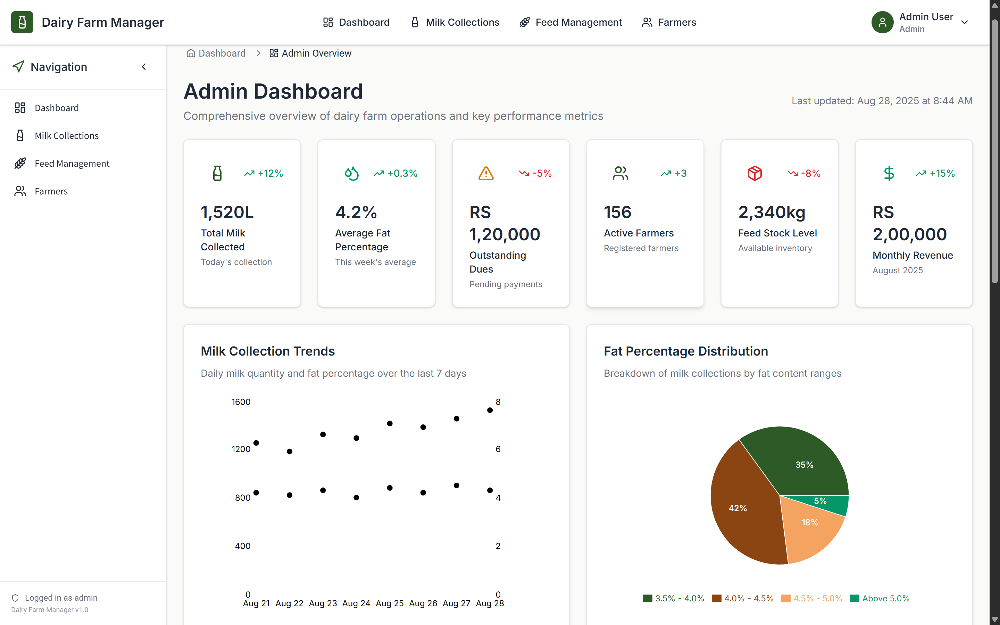 Dairy Farm Manager
Dashboard
Milk Collections
Feed Management
Farmers
Admin User
Admin
Navigation
Dashboard
Milk Collections
Feed Management
Farmers
Logged in as admin
Dairy Farm Manager v1.0
Dashboard
Admin Overview
Admin Dashboard
Comprehensive overview of dairy farm operations and key performance metrics
Last updated: Aug 28, 2025 at 8:44 AM
+12%
1,520L
Total Milk
Collected
Today's collection
+0.3%
4.2%
Average Fat
Percentage
This week's average
-5%
RS
1,20,000
Outstanding
Dues
Pending payments
+3
156
Active Farmers
Registered farmers
-8%
2,340kg
Feed Stock Level
Available inventory
+15%
RS
2,00,000
Monthly Revenue
August 2025
Milk Collection Trends
Daily milk quantity and fat percentage over the last 7 days
1600
1200
800
400
0
8
6
4
2
0
Aug 21 Aug 22 Aug 23 Aug 24 Aug 25 Aug 26 Aug 27 Aug 28
Fat Percentage Distribution
Breakdown of milk collections by fat content ranges
35%
42%
5%
18%
3.5% - 4.0% 4.0% - 4.5% 4.5% - 5.0% Above 5.0%